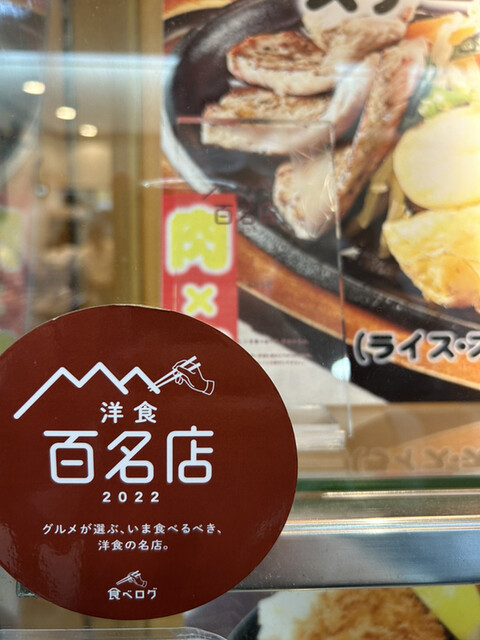 肉×
(ライス・ス
洋食
百名店
2022
グルメが選ぶ、いま食べるべき、
洋食の名店。
食べログ